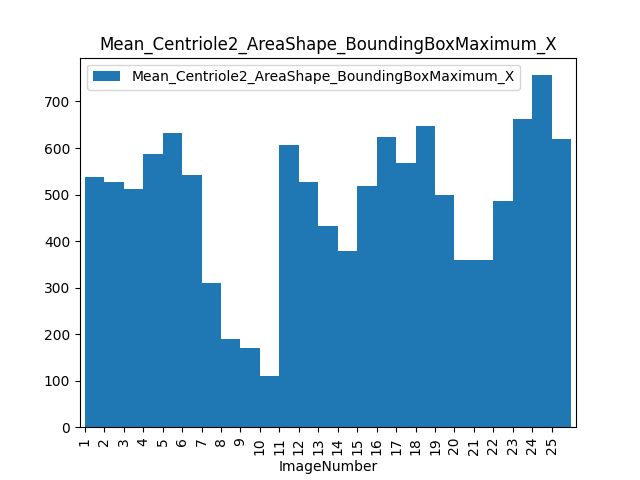 Mean_Centriole2_AreaShape_BoundingBoxMaximum_X
Mean_Centriole2_AreaShape_BoundingBoxMaximum_X
700
600
500
400
300
200
100
0
1 2 3 4 5 6 7 8 9 10 11 12 13 14 15 16 17 18 19 20 21 22 23 24 25
ImageNumber